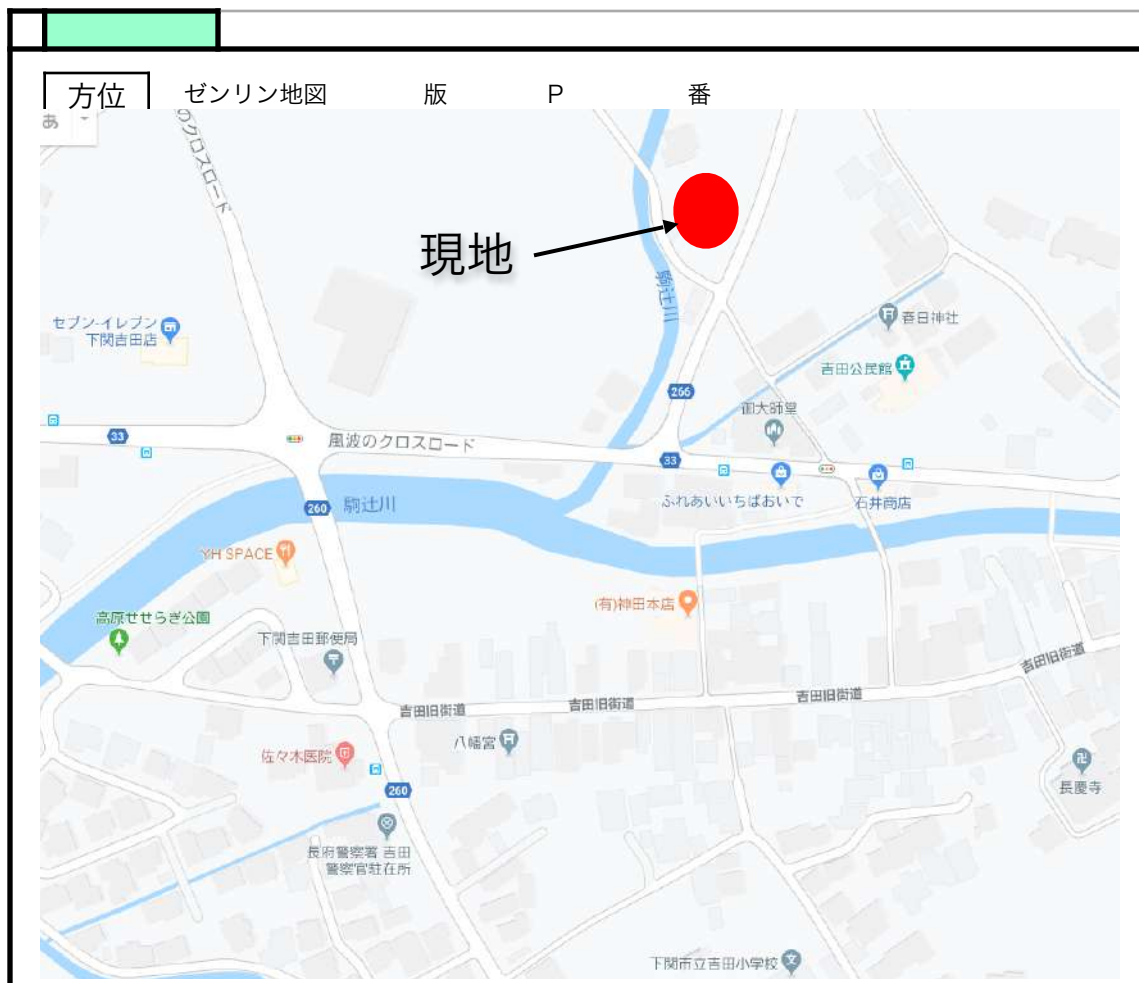 方位 ゼンリン地図 版 P 番
あ
のクロスロード
現地
駒辻川
セブン-イレブン
下関吉田店
春日神社
吉田公民館
266
御大師堂
33
風波のクロスロード
33
ふれあいいちばおいで
石井商店
260
駒辻川
YH SPACE
(有)神田本店
高原せせらぎ公園
下関吉田郵便局
吉田旧街道
吉田旧街道
吉田旧街道
吉田旧街道
八幡宮
佐々木医院
長慶寺
260
長府警察署 吉田
警察官駐在所
下関市立吉田小学校